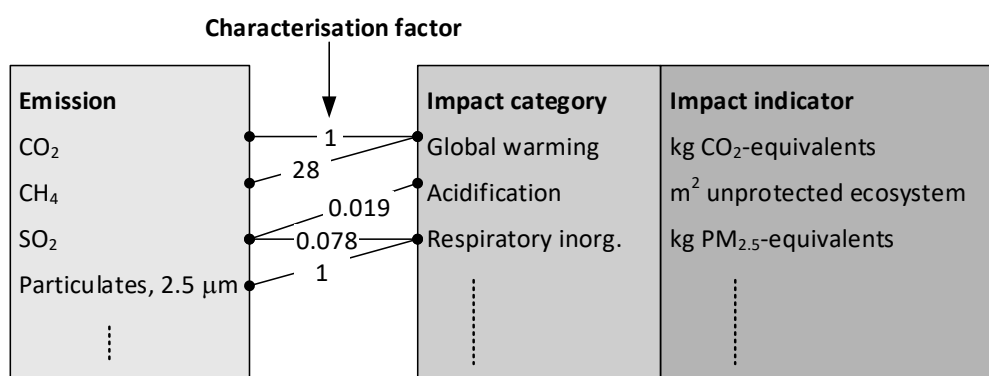 Characterisation factor
Emission
Impact category
Impact indicator
CO₂
1
Global warming
kg CO₂-equivalents
28
CH₄
Acidification
m² unprotected ecosystem
0.019
SO₂
0.078
Respiratory inorg.
kg PM₂.₅-equivalents
1
Particulates, 2.5 μm